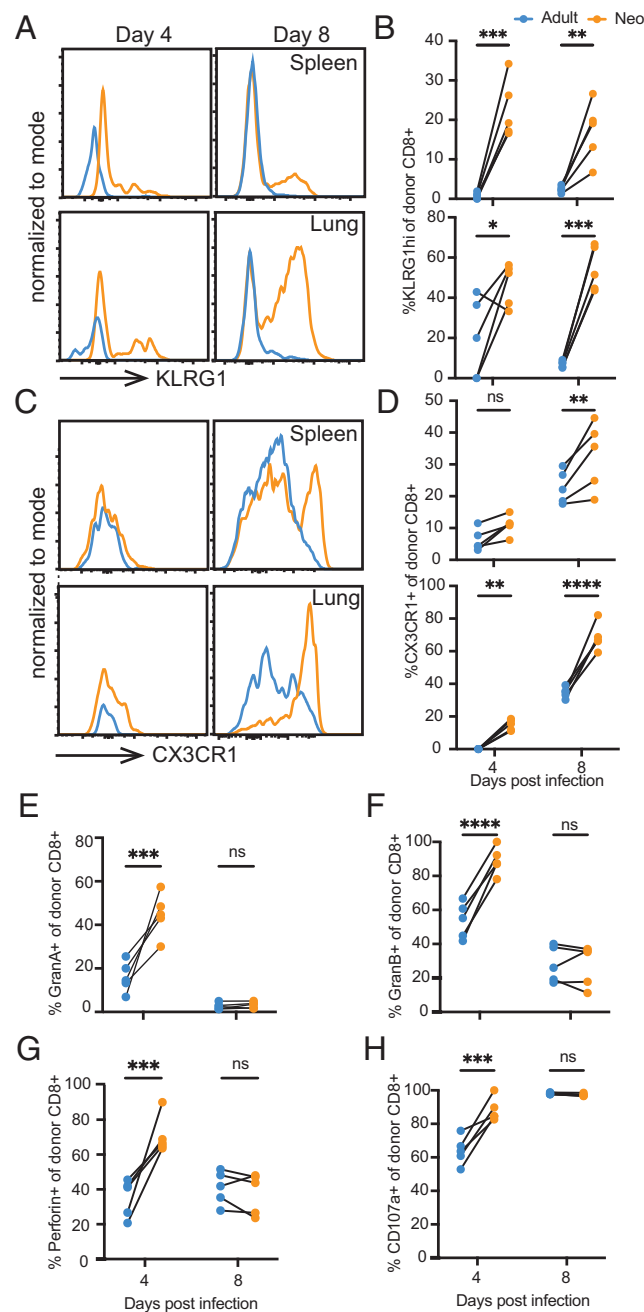 A
Day 4
Day 8
normalized to mode
Spleen
Lung
KLRG1
B
Adult
Neo
%KLRG1hi of donor CD8+
40
30
20
10
0
***
**
80
60
40
20
0
*
***
C
normalized to mode
Spleen
Lung
CX3CR1
D
%CX3CR1+ of donor CD8+
50
40
30
20
10
0
ns
**
100
80
60
40
20
0
**
****
4
8
Days post infection
E
% GranA+ of donor CD8+
80
60
40
20
0
***
ns
F
% GranB+ of donor CD8+
100
80
60
40
20
0
****
ns
G
% Perforin+ of donor CD8+
100
80
60
40
20
0
***
ns
4
8
Days post infection
H
% CD107a+ of donor CD8+
100
80
60
40
20
0
***
ns
4
8
Days post infection